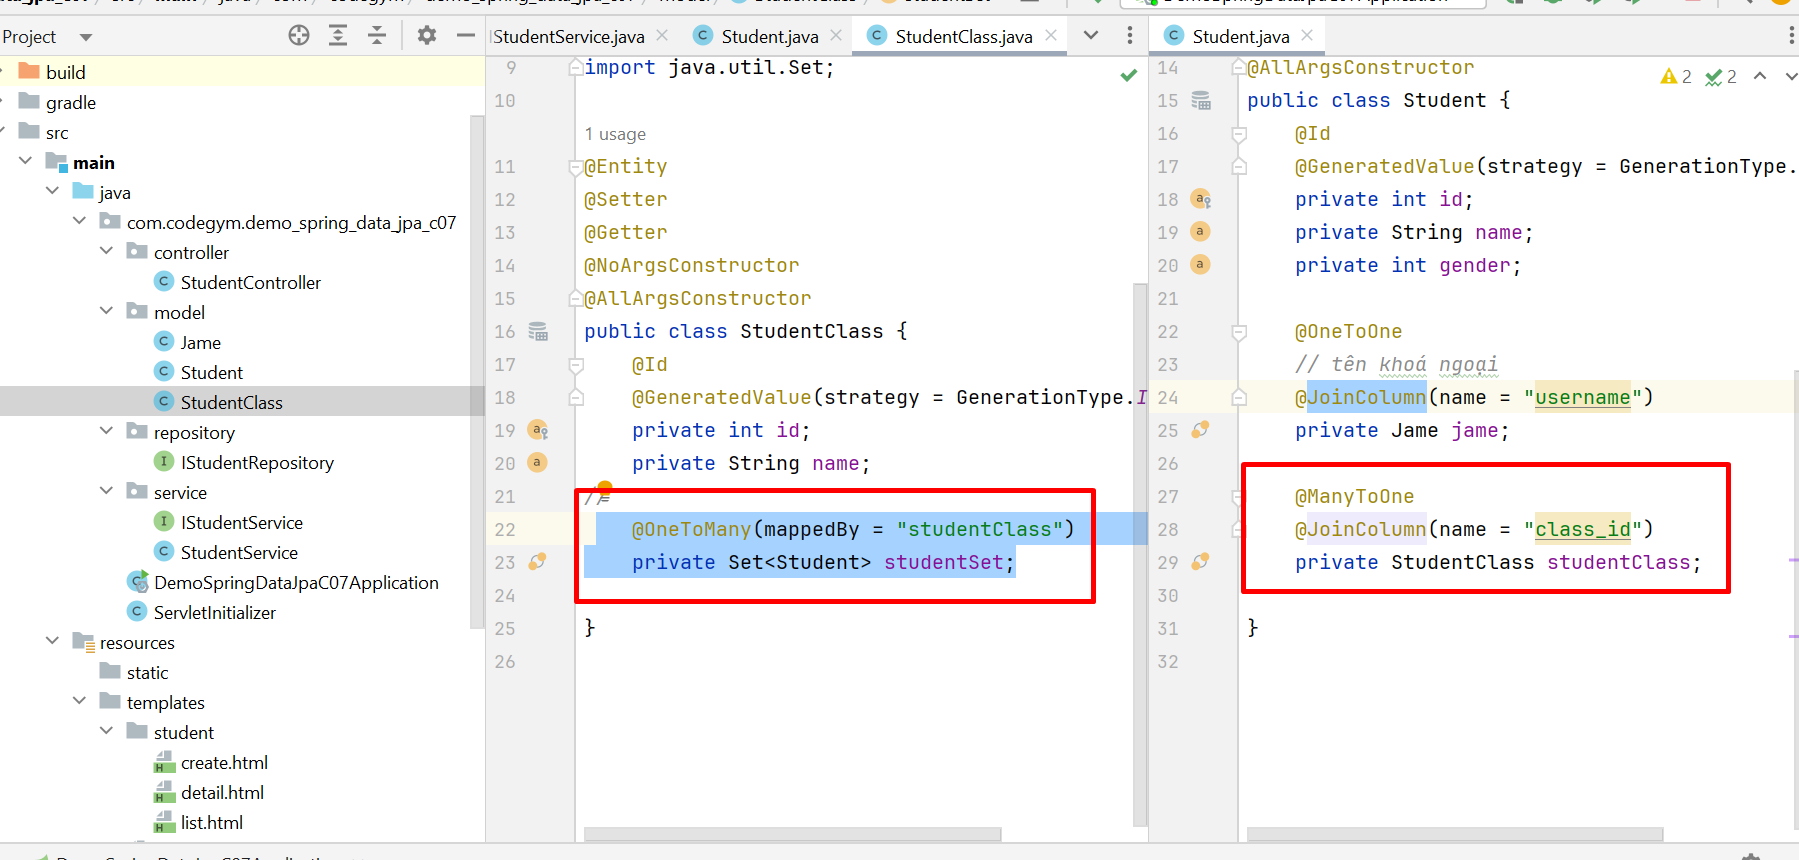 Project
build
gradle
src
main
java
com.codegym.demo_spring_data_jpa_c07
controller
StudentController
model
Jame
Student
StudentClass
repository
IStudentRepository
service
IStudentService
StudentService
DemoSpringDataJpaC07Application
ServletInitializer
resources
static
templates
student
create.html
detail.html
list.html
IStudentService.java
Student.java
StudentClass.java
9 import java.util.Set;
10
1 usage
11 @Entity
12 @Setter
13 @Getter
14 @NoArgsConstructor
15 @AllArgsConstructor
16 public class StudentClass {
17 @Id
18 @GeneratedValue(strategy = GenerationType.I
19 private int id;
20 private String name;
21 //
22 @OneToMany(mappedBy = "studentClass")
23 private Set<Student> studentSet;
24
25 }
26
Student.java
14 @AllArgsConstructor
2 2
15 public class Student {
16 @Id
17 @GeneratedValue(strategy = GenerationType.
18 private int id;
19 private String name;
20 private int gender;
21
22 @OneToOne
23 // tên khoá ngoại
24 @JoinColumn(name = "username")
25 private Jame jame;
26
27 @ManyToOne
28 @JoinColumn(name = "class_id")
29 private StudentClass studentClass;
30
31 }
32